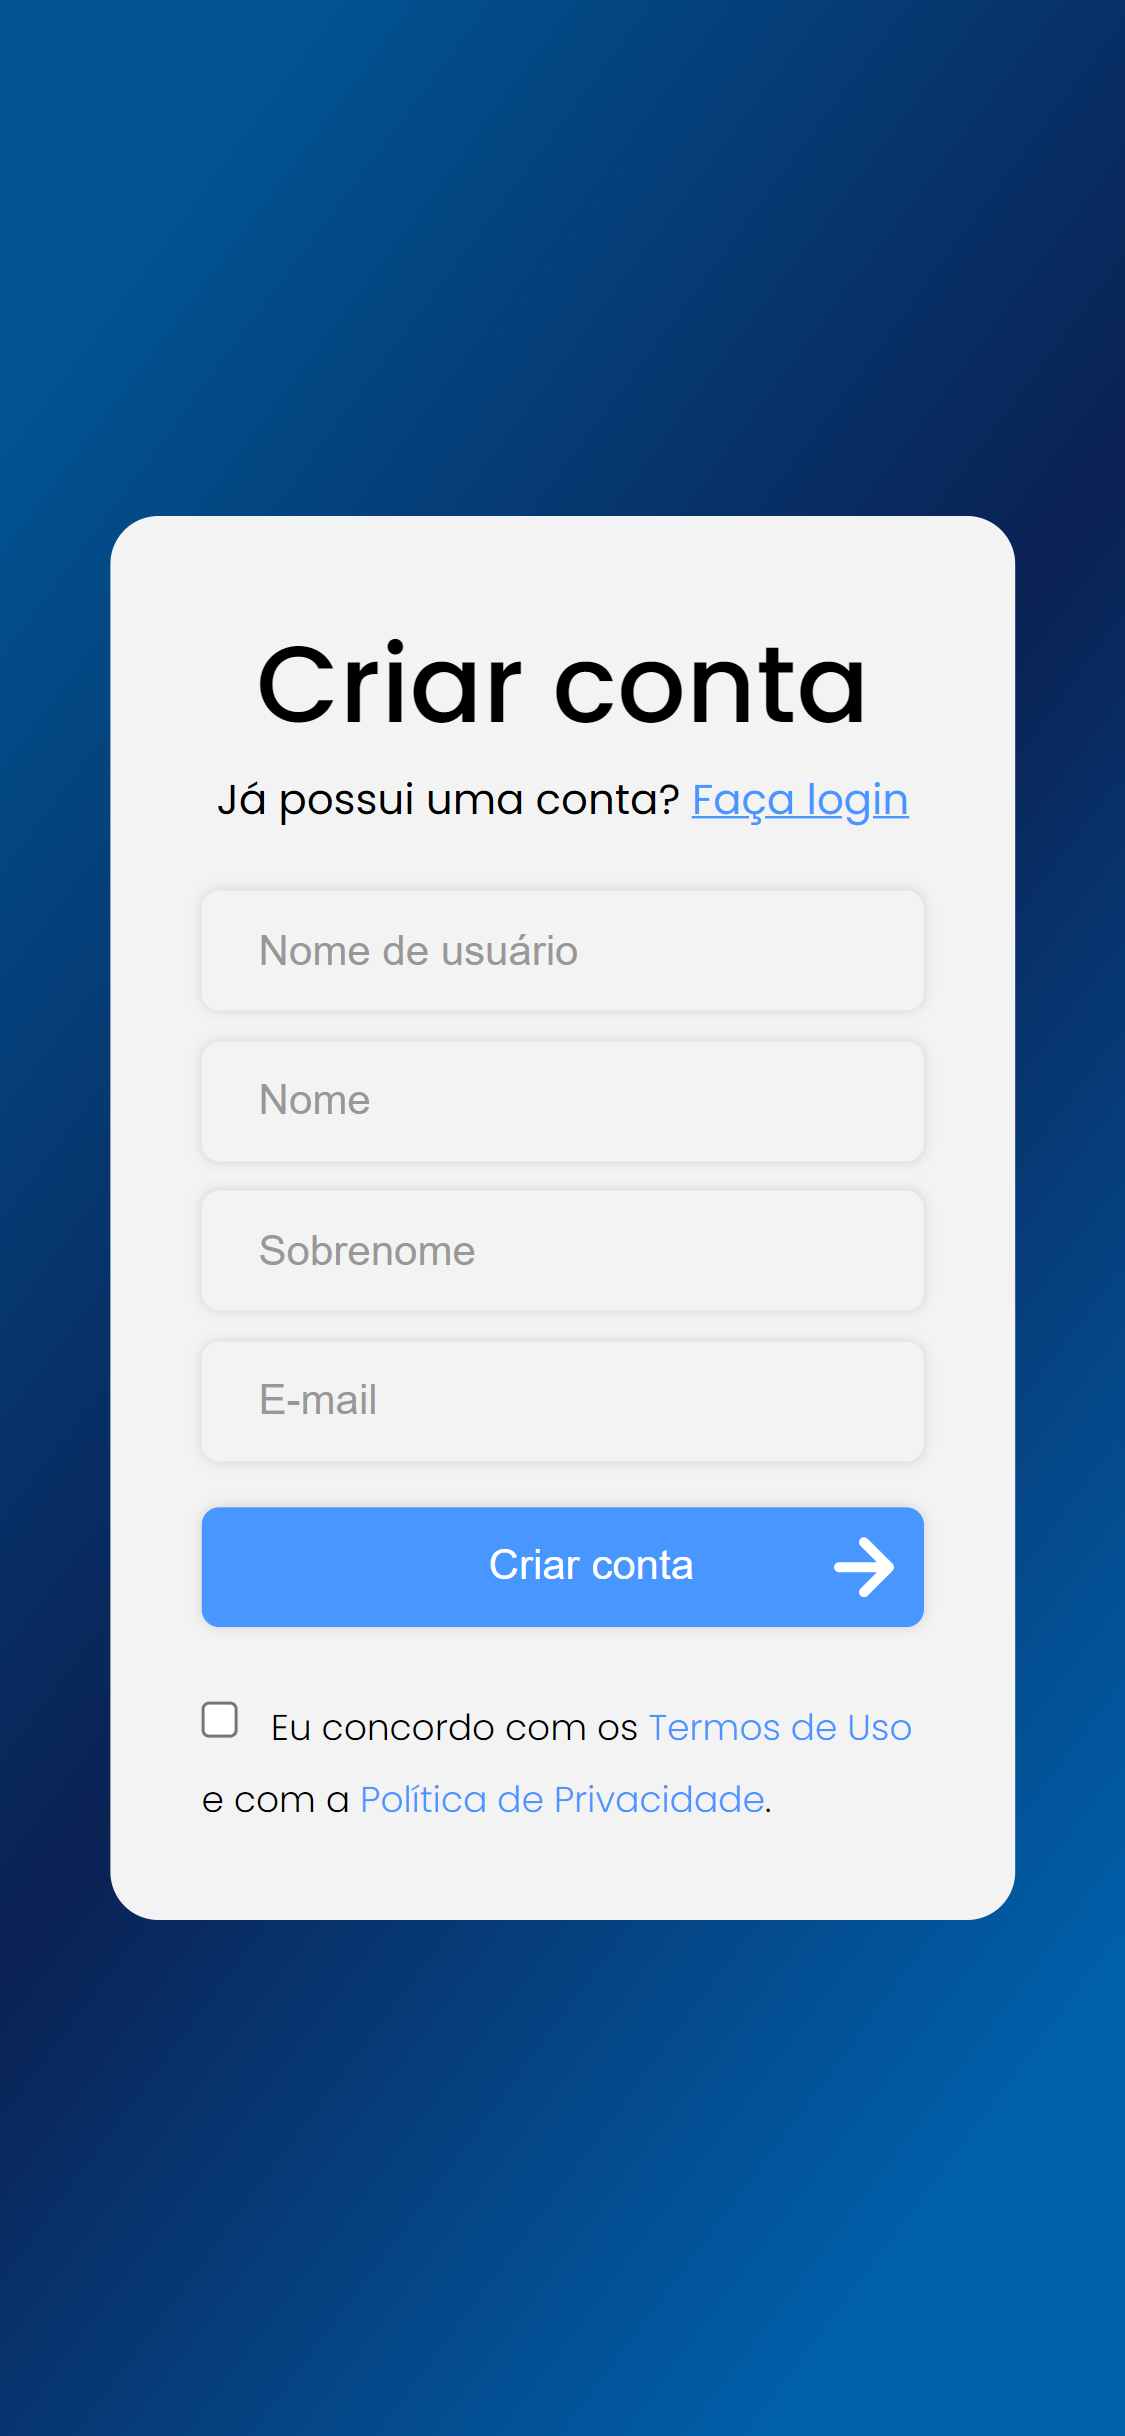 Criar conta
Já possui uma conta? Faça login
Nome de usuário
Nome
Sobrenome
E-mail
Criar conta
Eu concordo com os Termos de Uso
e com a Política de Privacidade.